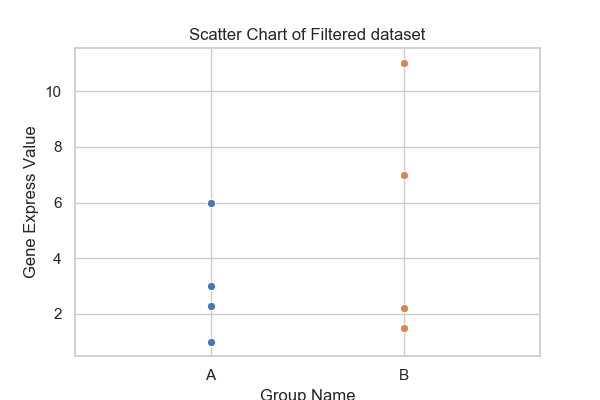 Scatter Chart of Filtered dataset
Gene Express Value
10
8
6
4
2
A B
Group Name